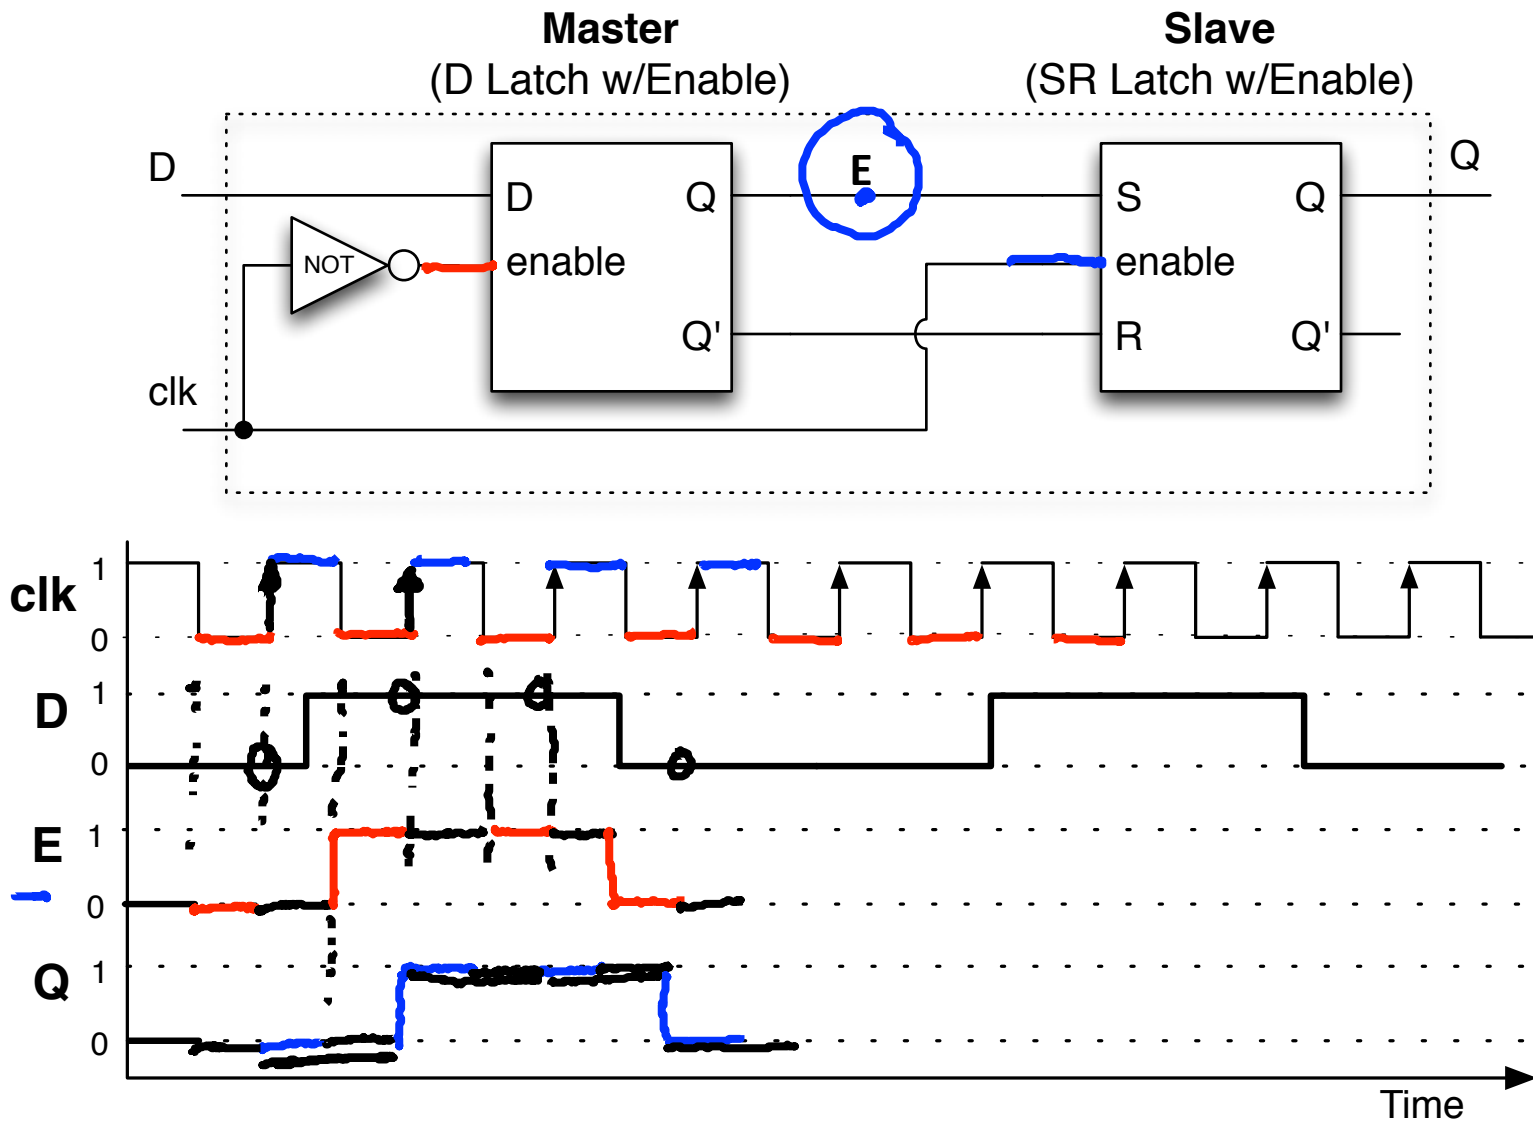 Master Slave
(D Latch w/Enable) (SR Latch w/Enable)
D E Q
D Q S Q
NOT enable enable
Q' R Q'
clk
1
clk
0
1
D
0
1
E
0
1
Q
0
Time